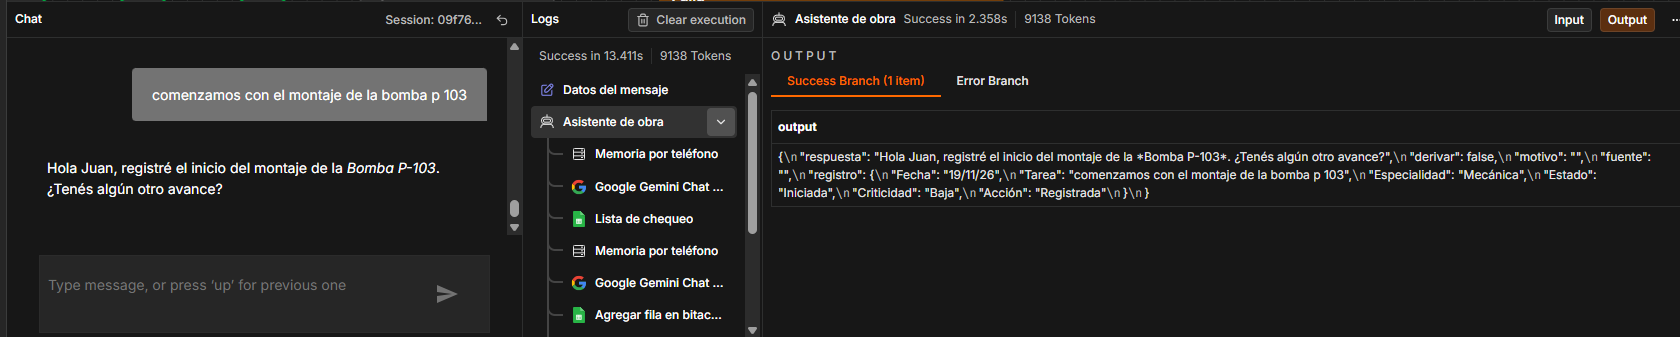 Chat
Session: 09f76...
comenzamos con el montaje de la bomba p 103
Hola Juan, registré el inicio del montaje de la Bomba P-103.
¿Tenés algún otro avance?
Type message, or press ‘up’ for previous one
Logs
Clear execution
Success in 13.411s
9138 Tokens
Datos del mensaje
Asistente de obra
Memoria por teléfono
Google Gemini Chat ...
Lista de chequeo
Memoria por teléfono
Google Gemini Chat ...
Agregar fila en bitac...
Asistente de obra Success in 2.358s 9138 Tokens
Input
Output
OUTPUT
Success Branch (1 item)
Error Branch
output
{\n "respuesta": "Hola Juan, registré el inicio del montaje de la *Bomba P-103*. ¿Tenés algún otro avance?",\n "derivar": false,\n "motivo": "",\n "fuente":
"",\n "registro": {\n "Fecha": "19/11/26",\n "Tarea": "comenzamos con el montaje de la bomba p 103",\n "Especialidad": "Mecánica",\n "Estado":
"Iniciada",\n "Criticidad": "Baja",\n "Acción": "Registrada"\n }\n }